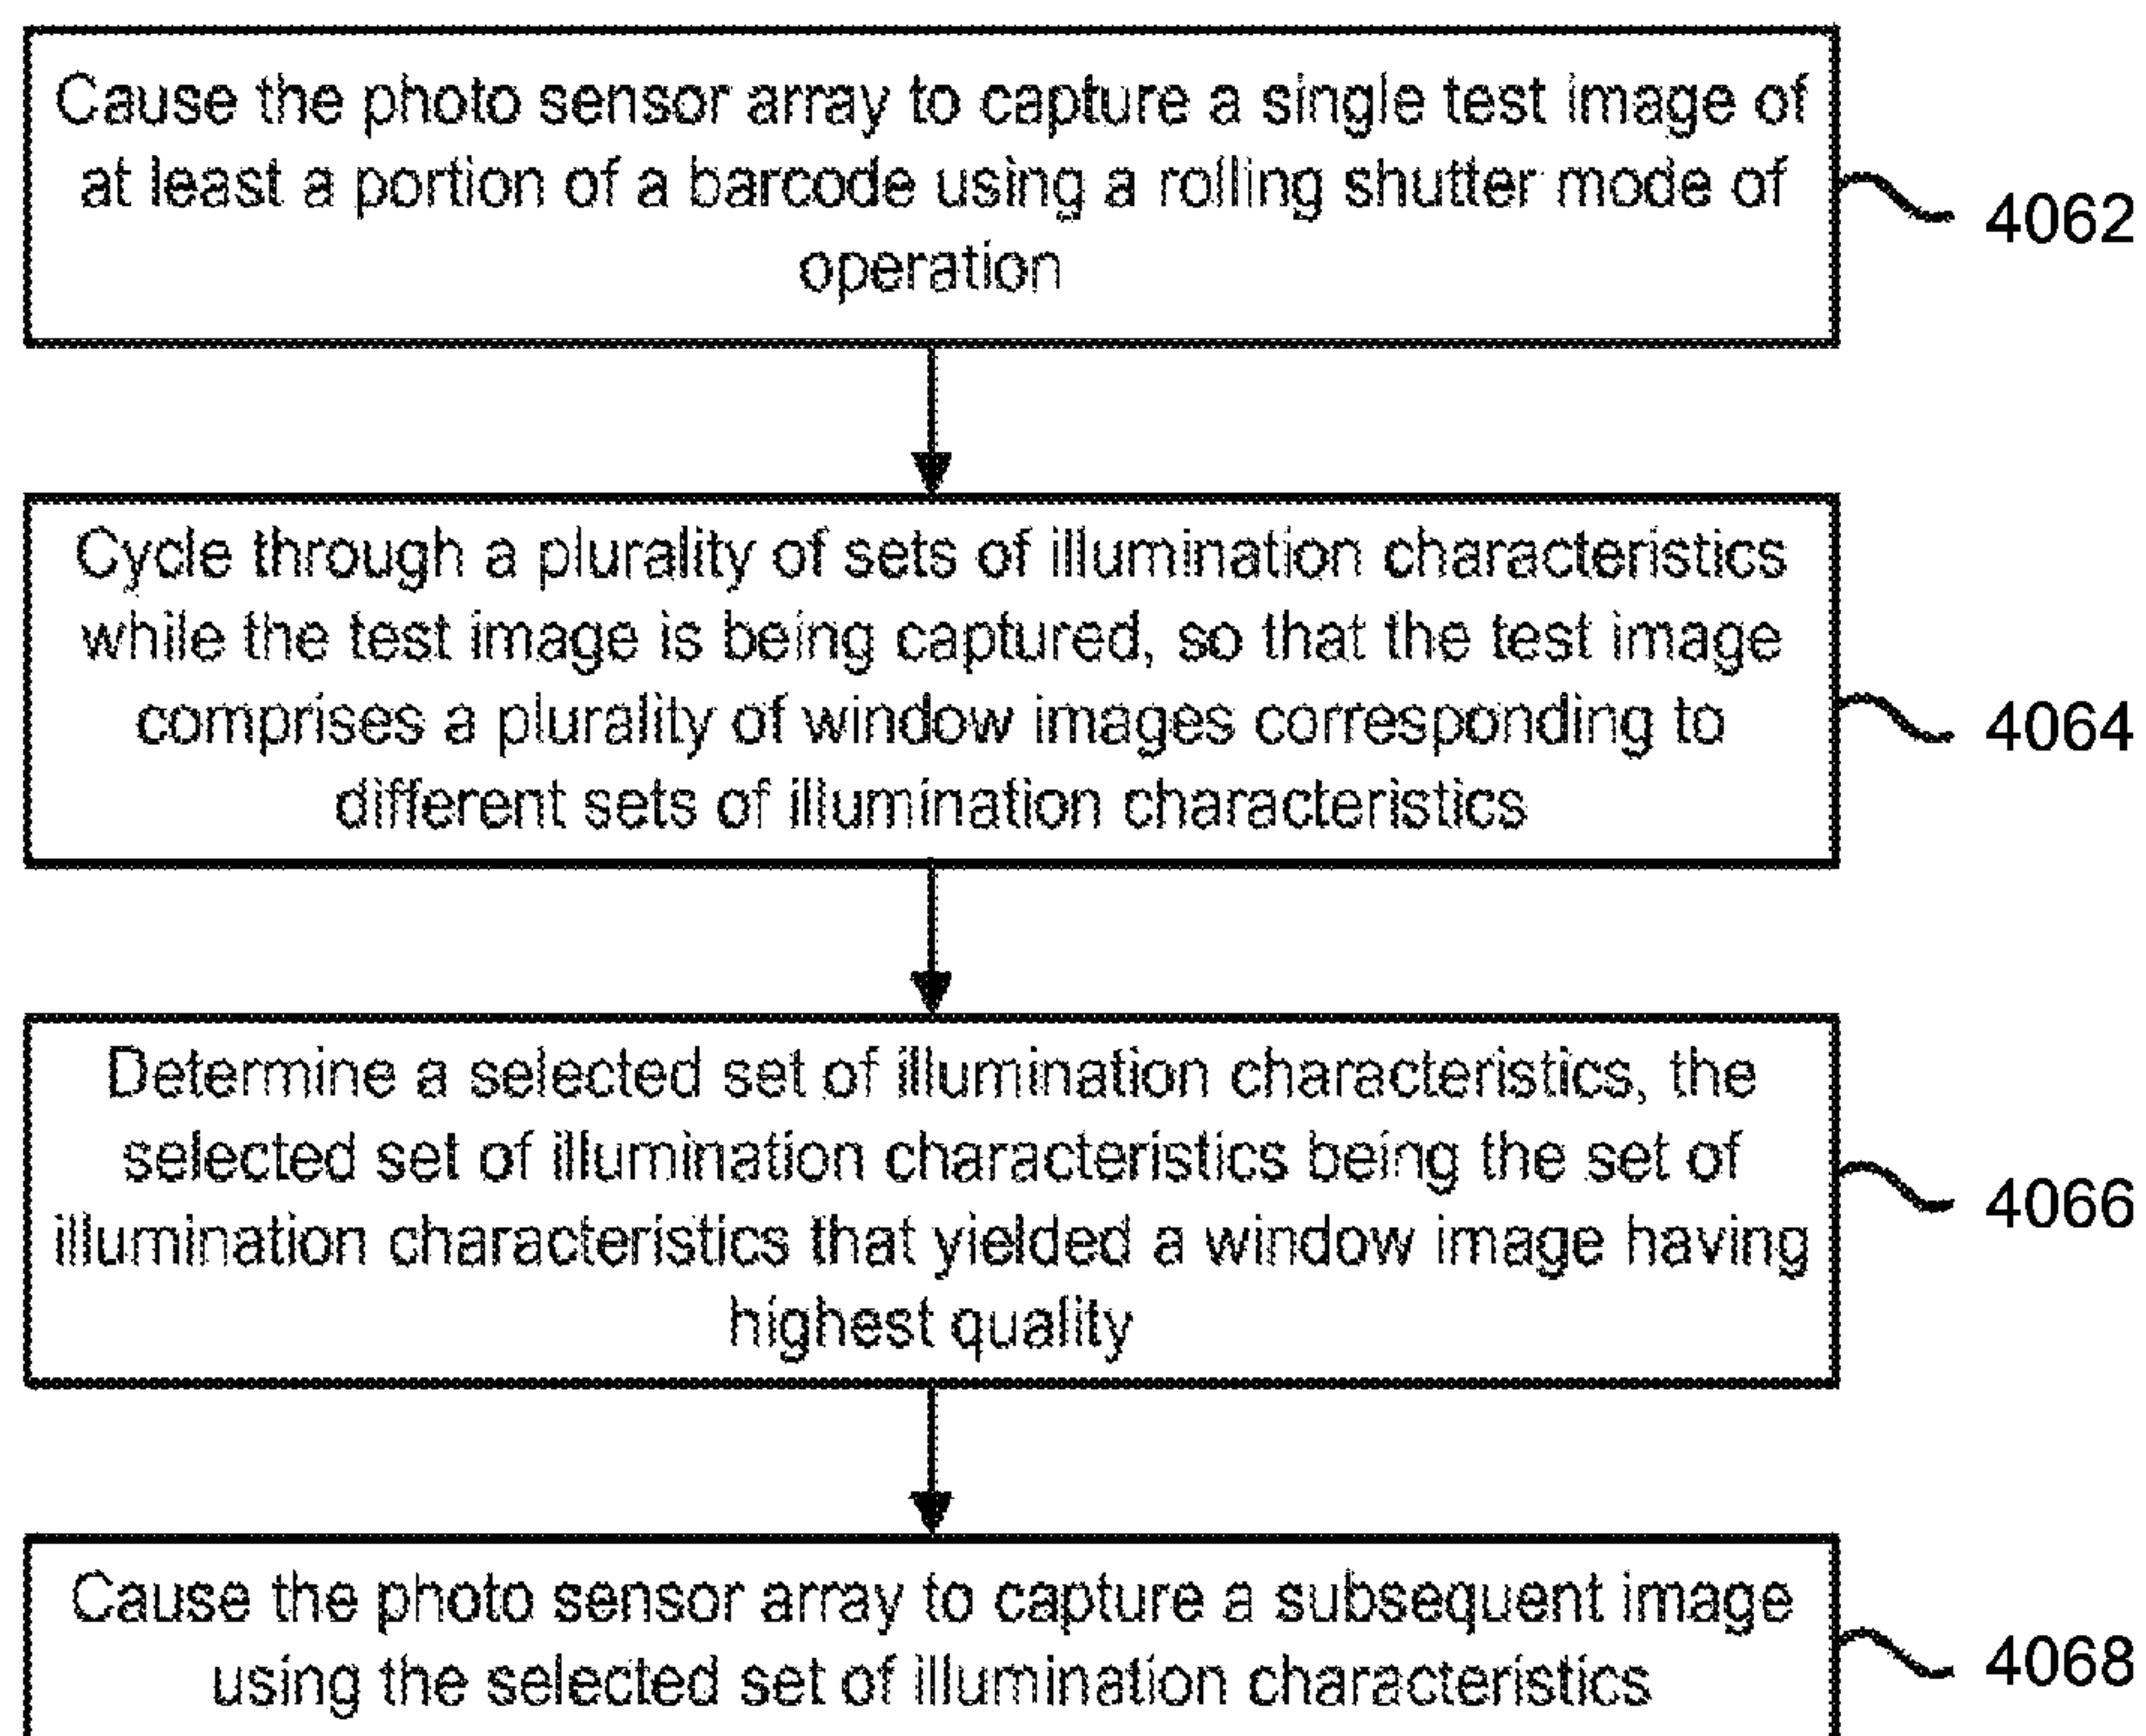 Cause the photo sensor array to capture a single test image of
at least a portion of a barcode using a rolling shutter mode of
operation
4062
Cycle through a plurality of sets of illumination characteristics
while the test image is being captured, so that the test image
comprises a plurality of window images corresponding to
different sets of illumination characteristics
4064
Determine a selected set of illumination characteristics, the
selected set of illumination characteristics being the set of
illumination characteristics that yielded a window image having
highest quality
4066
Cause the photo sensor array to capture a subsequent image
using the selected set of illumination characteristics
4068